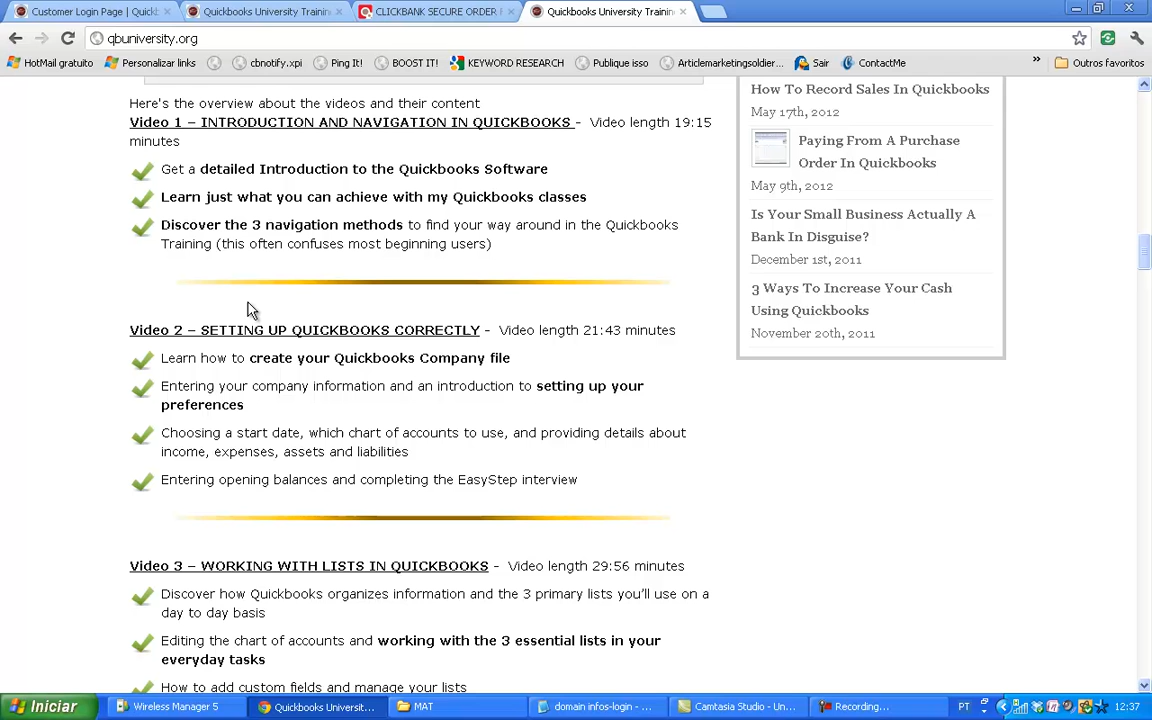 Customer Login Page | Quickb
Quickbooks University Trainin
CLICKBANK SECURE ORDER F
Quickbooks University Trainin
qbuniversity.org
HotMail gratuito
Personalizar links
cbnotify.xpi
Ping It!
BOOST IT!
KEYWORD RESEARCH
Publique isso
Articlemarketingsoldier...
Sair
ContactMe
»
Outros favoritos
Here's the overview about the videos and their content
Video 1 – INTRODUCTION AND NAVIGATION IN QUICKBOOKS - Video length 19:15
minutes
Get a detailed Introduction to the Quickbooks Software
Learn just what you can achieve with my Quickbooks classes
Discover the 3 navigation methods to find your way around in the Quickbooks
Training (this often confuses most beginning users)
Video 2 – SETTING UP QUICKBOOKS CORRECTLY - Video length 21:43 minutes
Learn how to create your Quickbooks Company file
Entering your company information and an introduction to setting up your
preferences
Choosing a start date, which chart of accounts to use, and providing details about
income, expenses, assets and liabilities
Entering opening balances and completing the EasyStep interview
Video 3 – WORKING WITH LISTS IN QUICKBOOKS - Video length 29:56 minutes
Discover how Quickbooks organizes information and the 3 primary lists you'll use on a
day to day basis
Editing the chart of accounts and working with the 3 essential lists in your
everyday tasks
How to add custom fields and manage your lists
How To Record Sales In Quickbooks
May 17th, 2012
Paying From A Purchase
Order In Quickbooks
May 9th, 2012
Is Your Small Business Actually A
Bank In Disguise?
December 1st, 2011
3 Ways To Increase Your Cash
Using Quickbooks
November 20th, 2011
Iniciar
Wireless Manager 5
Quickbooks Universit...
MAT
domain infos-login - ...
Camtasia Studio - Un...
Recording...
PT
12:37